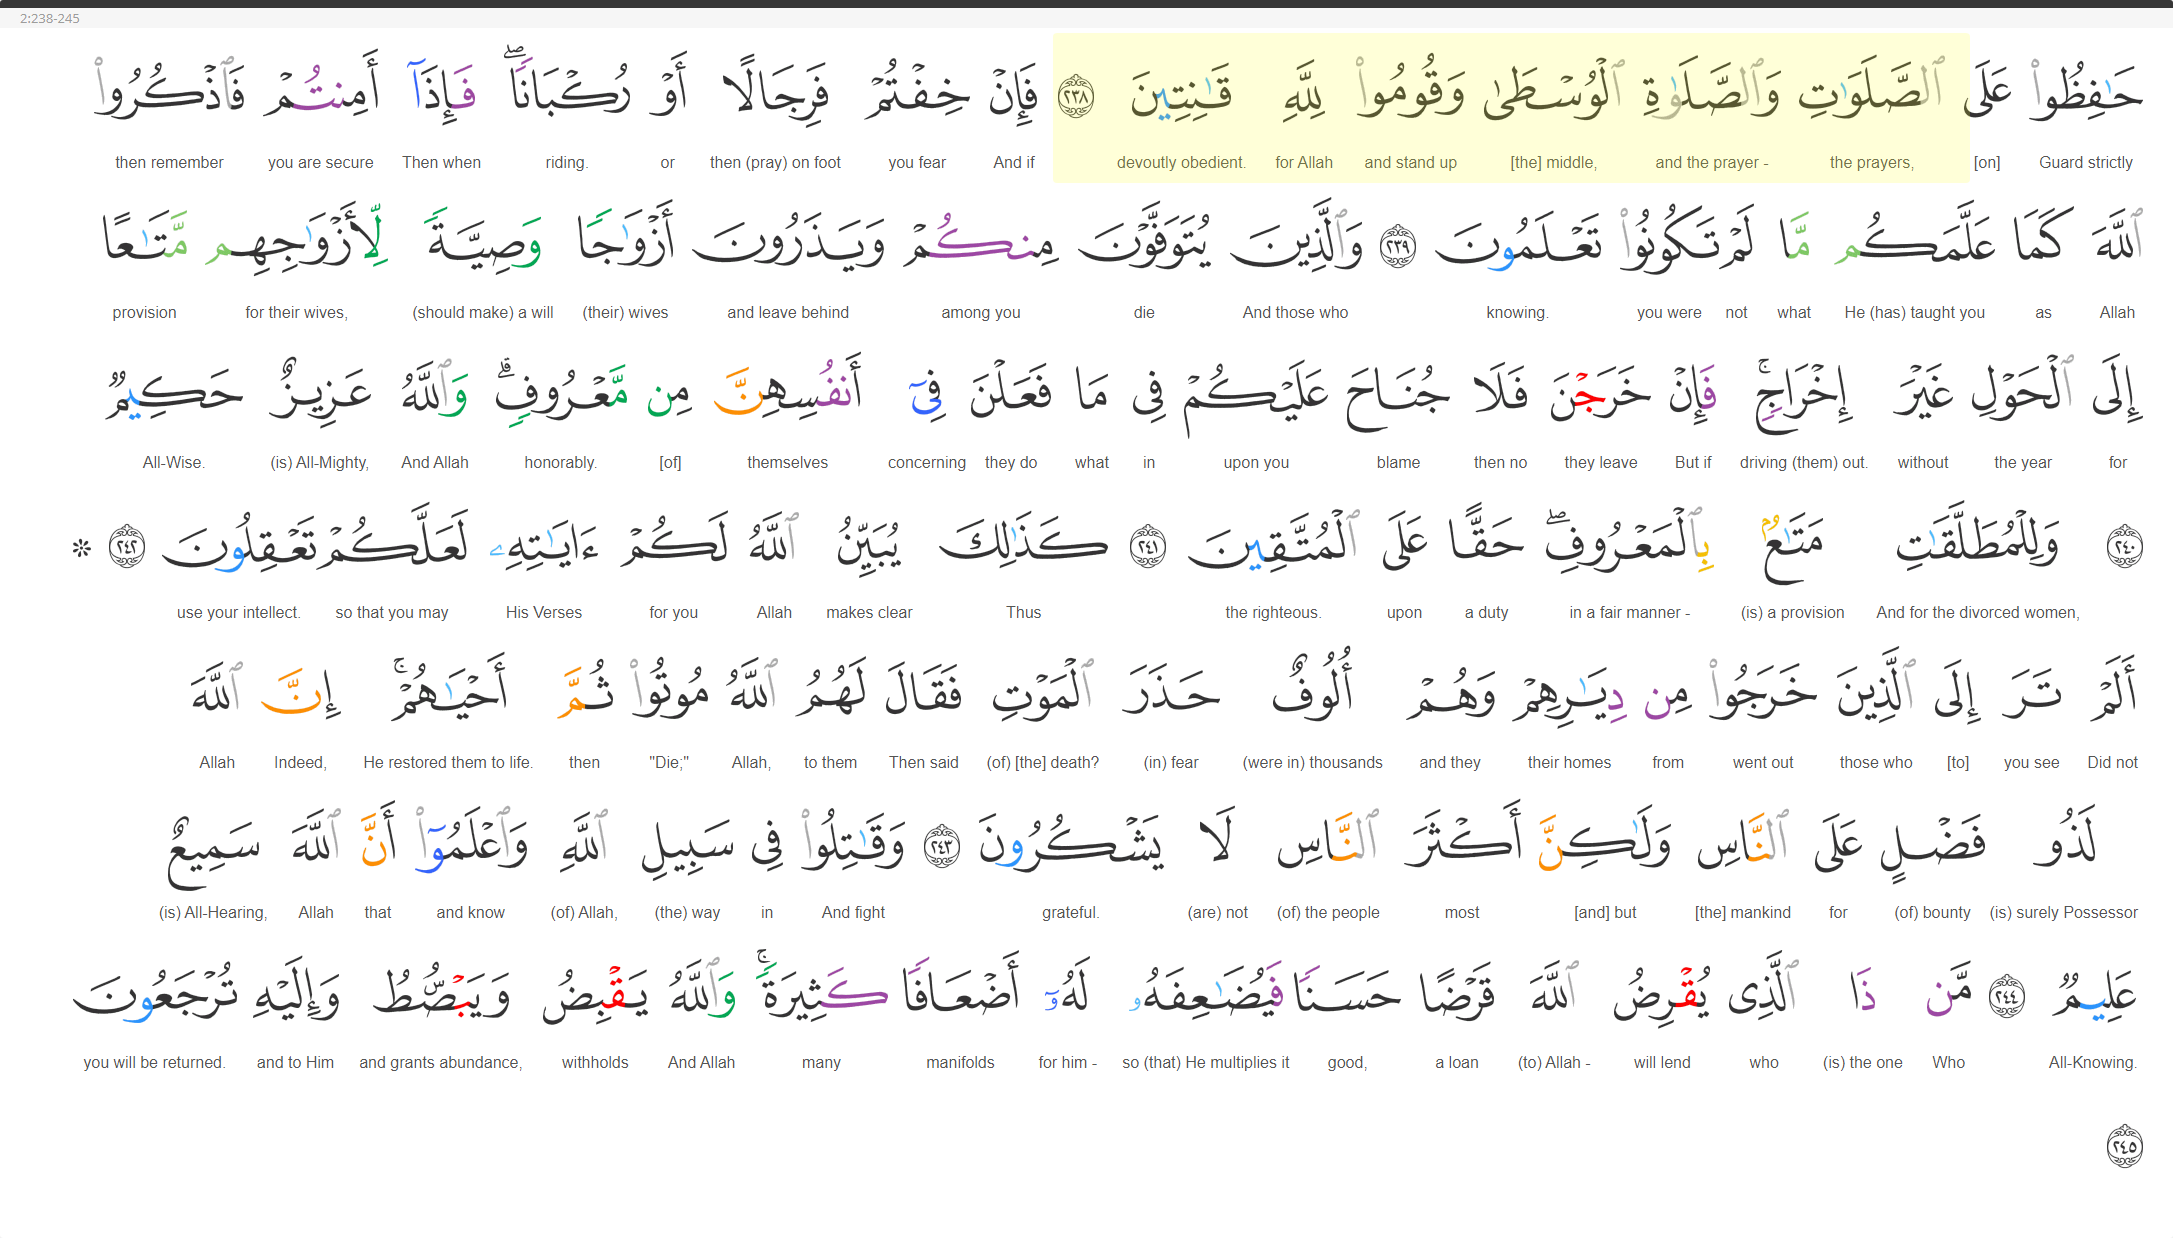 2:238-245
حَـٰفِظُوا۟ عَلَى ٱلصَّلَوَٰتِ وَٱلصَّلَوٰةِ ٱلْوُسْطَىٰ وَقُومُوا۟ لِلَّهِ قَـٰنِتِينَ ٢٣٨ فَإِنْ خِفْتُمْ فَرِجَالًا أَوْ رُكْبَانًا ۖ فَإِذَآ أَمِنتُمْ فَٱذْكُرُوا۟
Guard strictly [on] the prayers, and the prayer - [the] middle, and stand up for Allah devoutly obedient. And if you fear then (pray) on foot or riding. Then when you are secure then remember
ٱللَّهَ كَمَا عَلَّمَكُم مَّا لَمْ تَكُونُوا۟ تَعْلَمُونَ ٢٣٩ وَٱلَّذِينَ يُتَوَفَّوْنَ مِنكُمْ وَيَذَرُونَ أَزْوَٰجًا وَصِيَّةً لِّأَزْوَٰجِهِم مَّتَـٰعًا
Allah as He (has) taught you what not you were knowing. And those who die among you and leave behind (their) wives (should make) a will for their wives, provision
إِلَى ٱلْحَوْلِ غَيْرَ إِخْرَاجٍ ۚ فَإِنْ خَرَجْنَ فَلَا جُنَاحَ عَلَيْكُمْ فِى مَا فَعَلْنَ فِىٓ أَنفُسِهِنَّ مِن مَّعْرُوفٍ ۗ وَٱللَّهُ عَزِيزٌ حَكِيمٌ
for the year without driving (them) out. But if they leave then no blame upon you in what they do concerning themselves [of] honorably. And Allah (is) All-Mighty, All-Wise.
٢٤٠ وَلِلْمُطَلَّقَـٰتِ مَتَـٰعٌۢ بِٱلْمَعْرُوفِ ۖ حَقًّا عَلَى ٱلْمُتَّقِينَ ٢٤١ كَذَٰلِكَ يُبَيِّنُ ٱللَّهُ لَكُمْ ءَايَـٰتِهِۦ لَعَلَّكُمْ تَعْقِلُونَ ٢٤٢ ۞
And for the divorced women, (is) a provision in a fair manner - a duty upon the righteous. Thus makes clear Allah for you His Verses so that you may use your intellect.
أَلَمْ تَرَ إِلَى ٱلَّذِينَ خَرَجُوا۟ مِن دِيَـٰرِهِمْ وَهُمْ أُلُوفٌ حَذَرَ ٱلْمَوْتِ فَقَالَ لَهُمُ ٱللَّهُ مُوتُوا۟ ثُمَّ أَحْيَـٰهُمْ ۚ إِنَّ ٱللَّهَ
Did not you see [to] those who went out from their homes and they (were in) thousands (in) fear (of) [the] death? Then said to them Allah, "Die;" then He restored them to life. Indeed, Allah
لَذُو فَضْلٍ عَلَى ٱلنَّاسِ وَلَـٰكِنَّ أَكْثَرَ ٱلنَّاسِ لَا يَشْكُرُونَ ٢٤٣ وَقَـٰتِلُوا۟ فِى سَبِيلِ ٱللَّهِ وَٱعْلَمُوٓا۟ أَنَّ ٱللَّهَ سَمِيعٌ
(is) surely Possessor (of) bounty for [the] mankind [and] but most (of) the people (are) not grateful. And fight in (the) way (of) Allah, and know that Allah (is) All-Hearing,
عَلِيمٌ ٢٤٤ مَّن ذَا ٱلَّذِى يُقْرِضُ ٱللَّهَ قَرْضًا حَسَنًا فَيُضَـٰعِفَهُۥ لَهُۥٓ أَضْعَافًا كَثِيرَةً ۚ وَٱللَّهُ يَقْبِضُ وَيَبْصُۜطُ وَإِلَيْهِ تُرْجَعُونَ
All-Knowing. Who (is) the one who will lend (to) Allah - a loan good, so (that) He multiplies it for him - manifolds many And Allah withholds and grants abundance, and to Him you will be returned.
٢٤٥